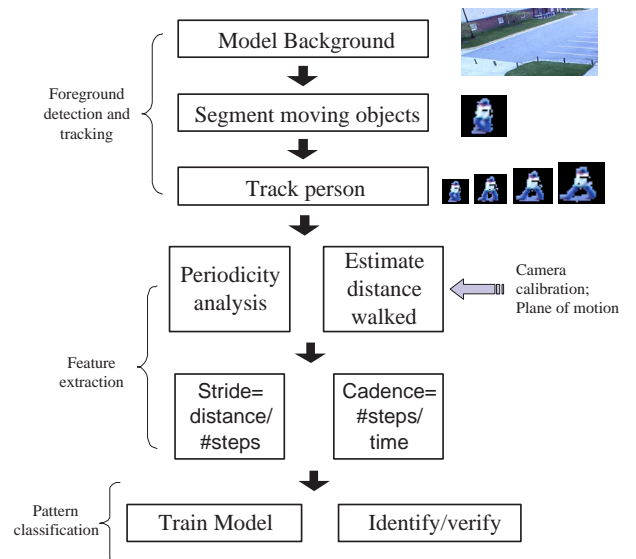 Model Background
Foreground
detection and
tracking
Segment moving objects
Track person
Periodicity
analysis
Estimate
distance
walked
Camera
calibration;
Plane of motion
Feature
extraction
Stride=
distance/
#steps
Cadence=
#steps/
time
Pattern
classification
Train Model
Identify/verify